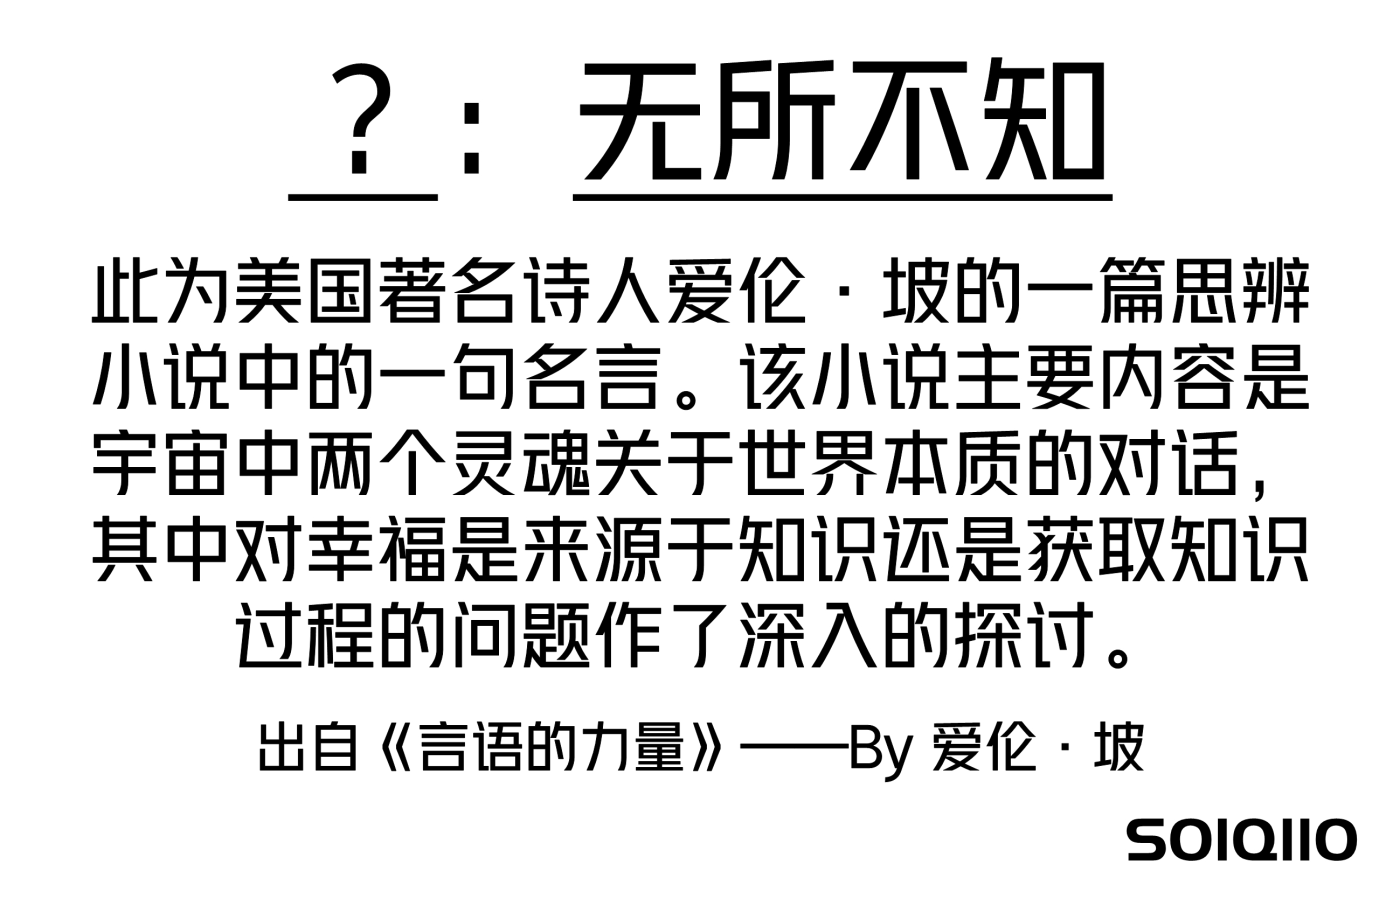 ？：无所不知
此为美国著名诗人爱伦·坡的一篇思辨
小说中的一句名言。该小说主要内容是
宇宙中两个灵魂关于世界本质的对话，
其中对幸福是来源于知识还是获取知识
过程的问题作了深入的探讨。
出自《言语的力量》——By 爱伦·坡
SOIQIIO